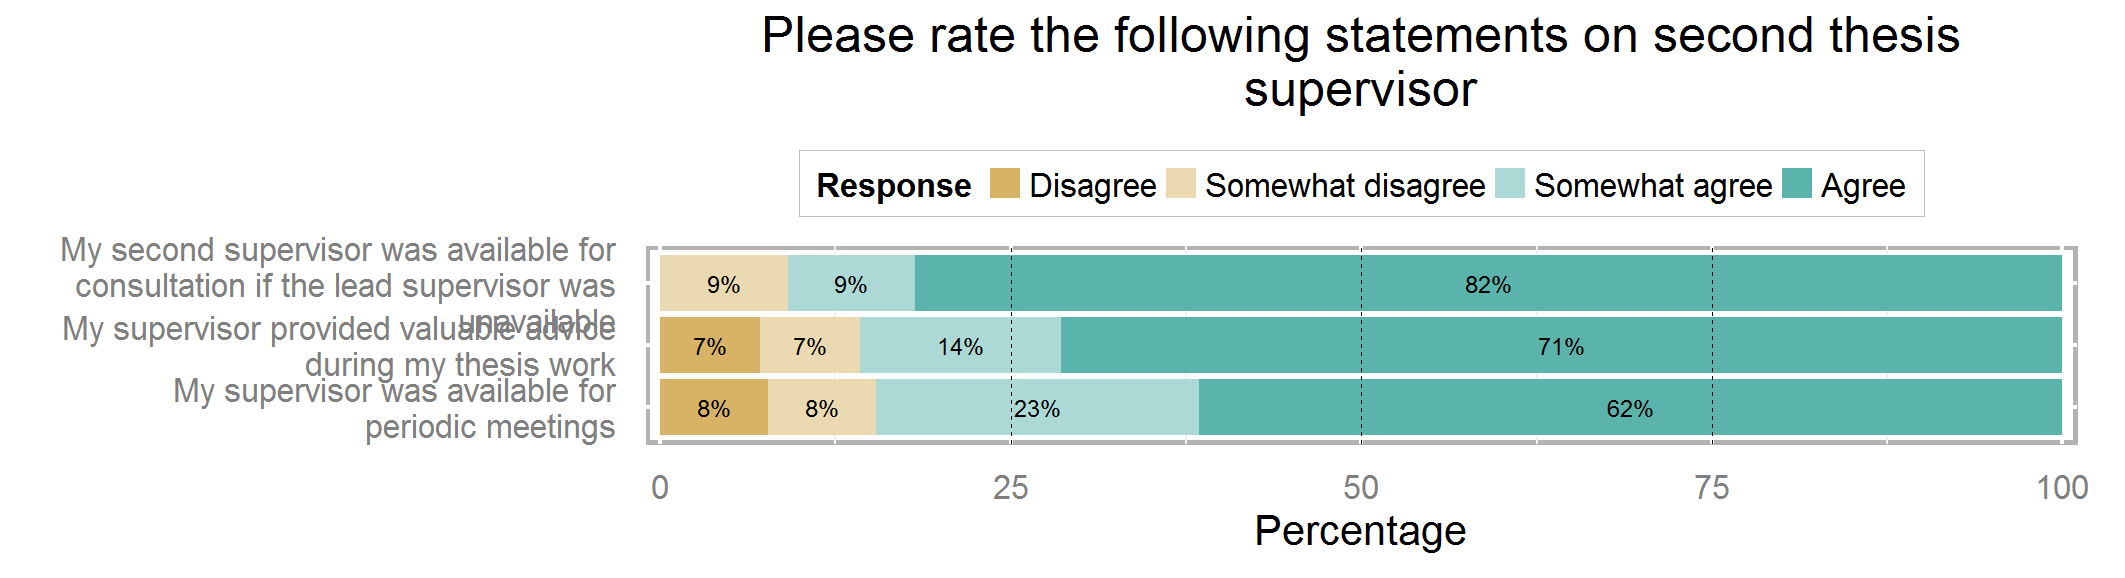 Please rate the following statements on second thesis
supervisor
Response Disagree Somewhat disagree Somewhat agree Agree
My second supervisor was available for
consultation if the lead supervisor was
unavailable
9% 9% 82%
My supervisor provided valuable advice
during my thesis work
7% 7% 14% 71%
My supervisor was available for
periodic meetings
8% 8% 23% 62%
0 25 50 75 100
Percentage